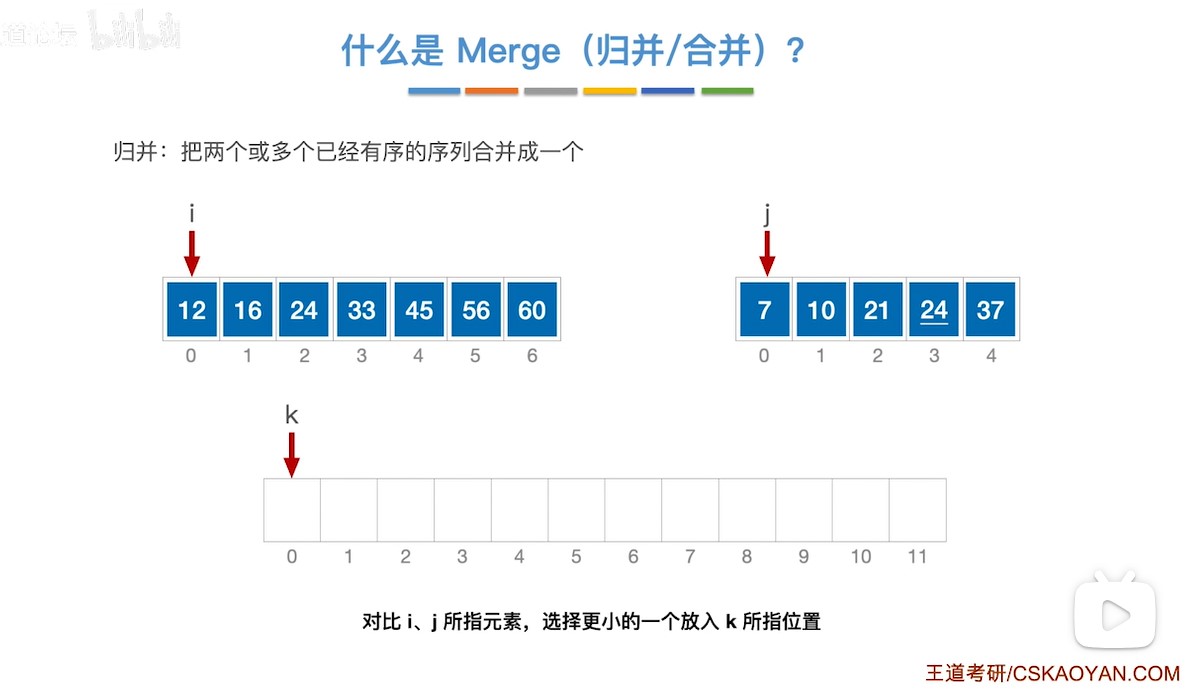 什么是 Merge（归并/合并）?
归并：把两个或多个已经有序的序列合并成一个
i j
12 16 24 33 45 56 60 7 10 21 24 37
0 1 2 3 4 5 6 0 1 2 3 4
k
0 1 2 3 4 5 6 7 8 9 10 11
对比 i、j 所指元素，选择更小的一个放入 k 所指位置
王道考研/CSKAOYAN.COM